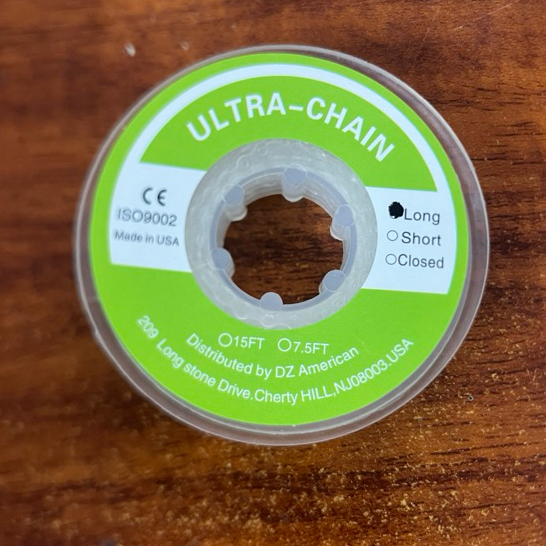 ULTRA-CHAIN
CE
ISO9002
Made in USA
Long
Short
Closed
15FT 7.5FT
Distributed by DZ American
209 Long stone Drive.Cherty HILL,NJ08003.USA